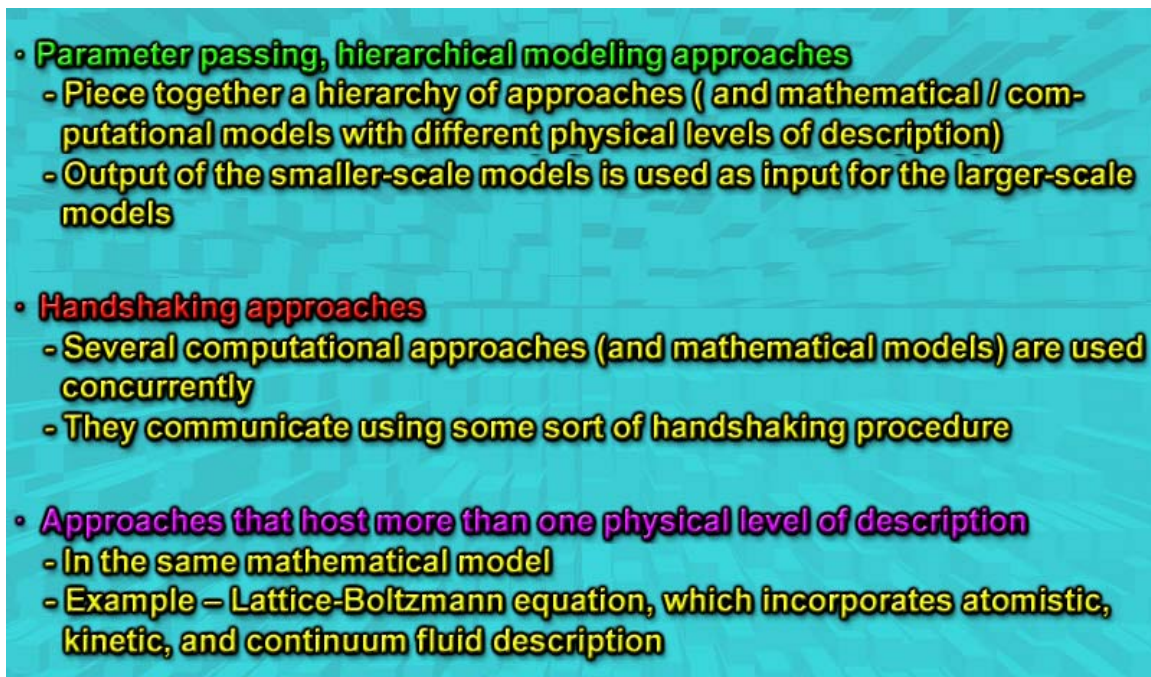 · Parameter passing, hierarchical modeling approaches
- Piece together a hierarchy of approaches ( and mathematical / com-
putational models with different physical levels of description)
- Output of the smaller-scale models is used as input for the larger-scale
models
· Handshaking approaches
- Several computational approaches (and mathematical models) are used
concurrently
- They communicate using some sort of handshaking procedure
· Approaches that host more than one physical level of description
- In the same mathematical model
- Example – Lattice-Boltzmann equation, which incorporates atomistic,
kinetic, and continuum fluid description